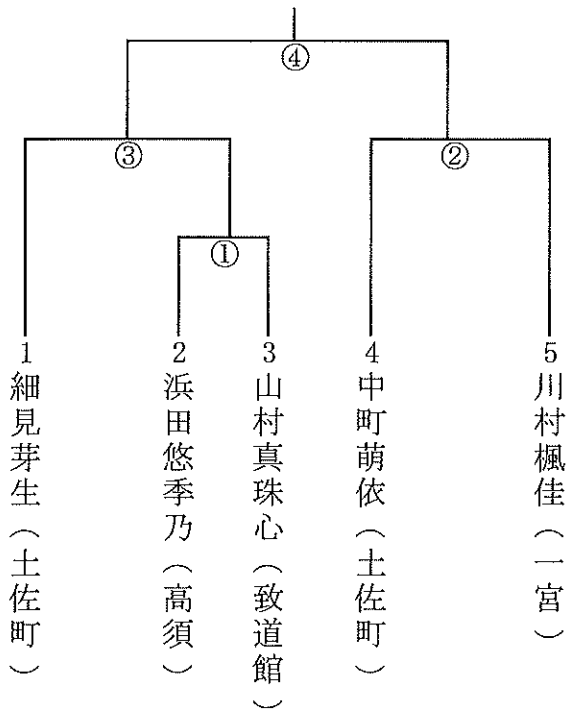 ④
③
②
①
1 細見芽生（土佐町）
2 浜田悠季乃（高須）
3 山村真珠心（致道館）
4 中町萌依（土佐町）
5 川村楓佳（一宮）